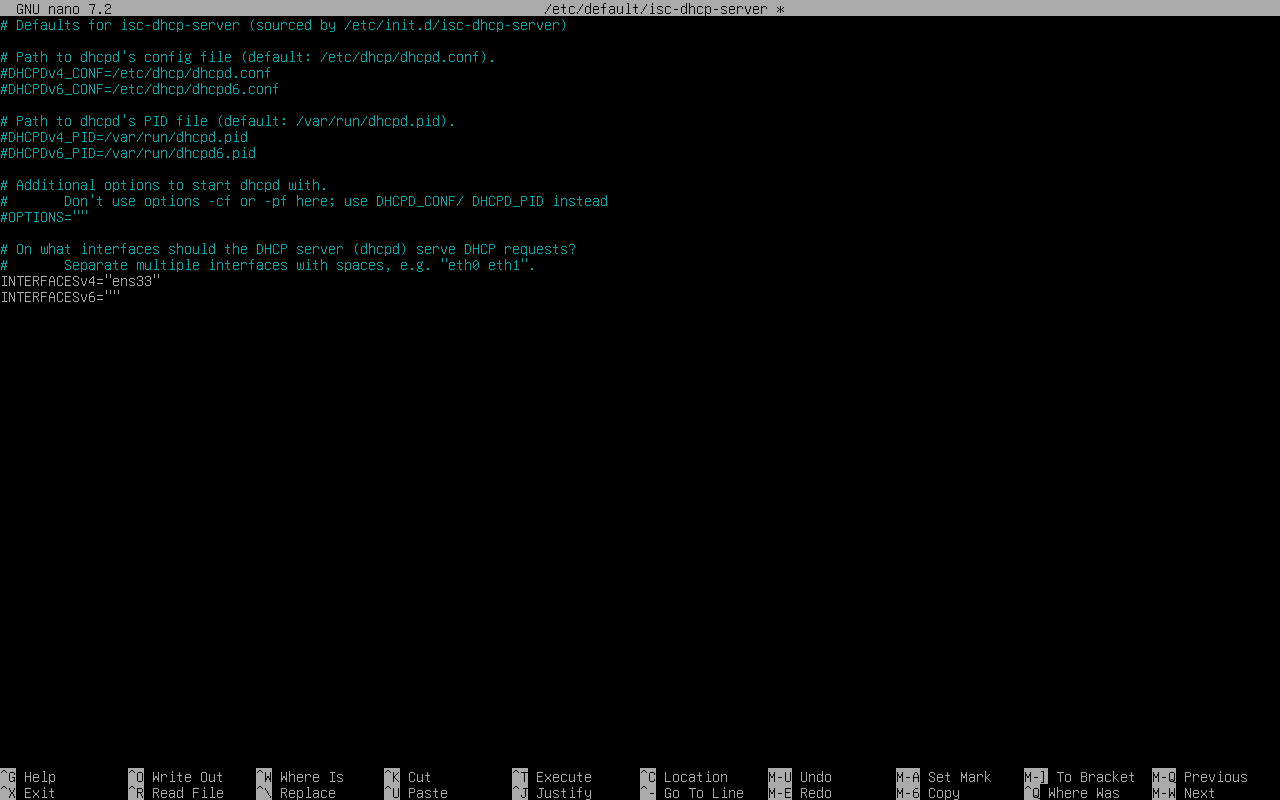 GNU nano 7.2 /etc/default/isc-dhcp-server *
# Defaults for isc-dhcp-server (sourced by /etc/init.d/isc-dhcp-server)

# Path to dhcpd's config file (default: /etc/dhcp/dhcpd.conf).
#DHCPDv4_CONF=/etc/dhcp/dhcpd.conf
#DHCPDv6_CONF=/etc/dhcp/dhcpd6.conf

# Path to dhcpd's PID file (default: /var/run/dhcpd.pid).
#DHCPDv4_PID=/var/run/dhcpd.pid
#DHCPDv6_PID=/var/run/dhcpd6.pid

# Additional options to start dhcpd with.
#       Don't use options -cf or -pf here; use DHCPD_CONF/ DHCPD_PID instead
#OPTIONS=""

# On what interfaces should the DHCP server (dhcpd) serve DHCP requests?
#       Separate multiple interfaces with spaces, e.g. "eth0 eth1".
INTERFACESv4="ens33"
INTERFACESv6=""

^G Help ^O Write Out ^W Where Is ^K Cut ^T Execute ^C Location M-U Undo M-A Set Mark M-] To Bracket M-Q Previous
^X Exit ^R Read File ^\ Replace ^U Paste ^J Justify ^- Go To Line M-E Redo M-6 Copy ^Q Where Was M-W Next